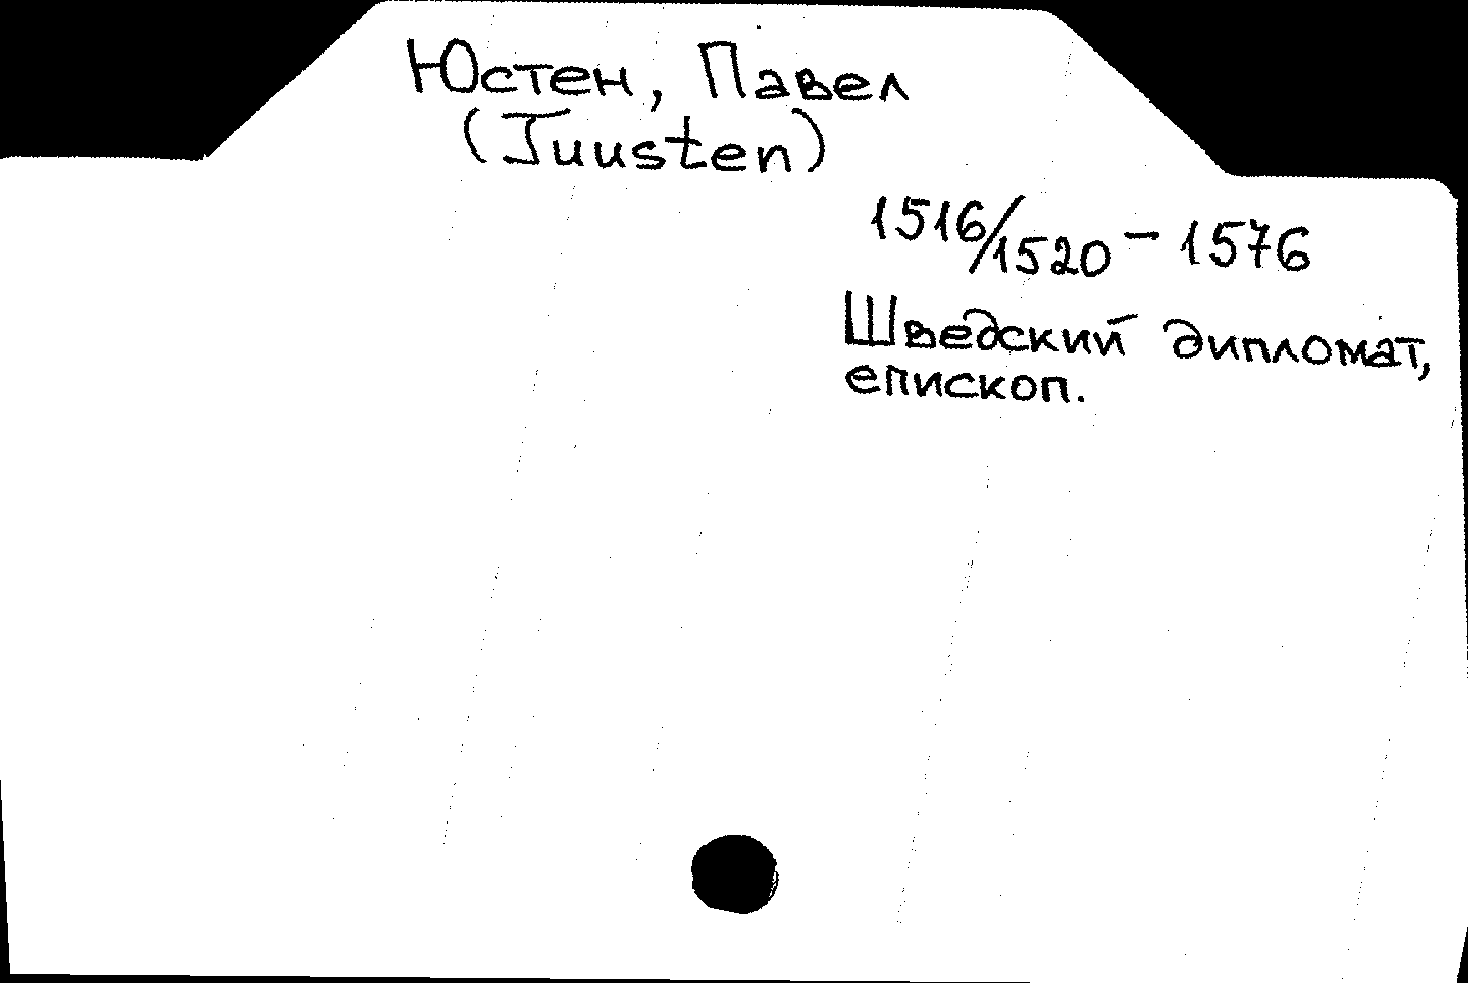 Юстен, Павел
(Juusten)
1516/1520 - 1576
Шведский дипломат,
епископ.